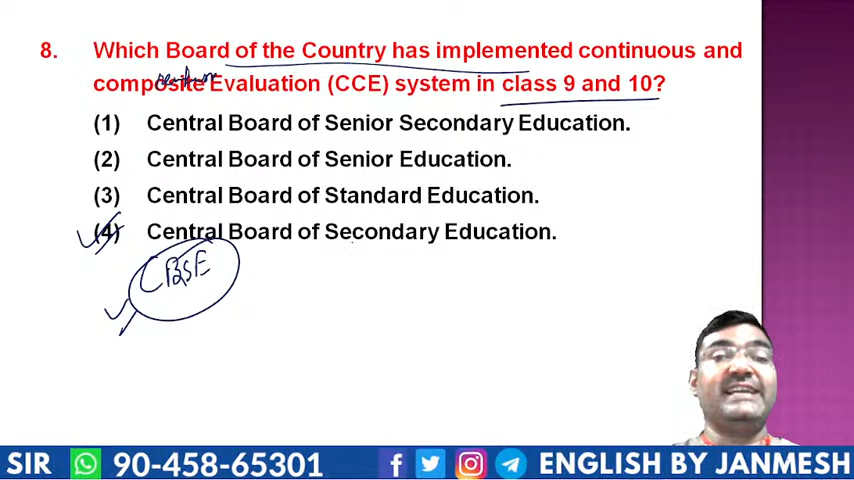 8. Which Board of the Country has implemented continuous and
composite Evaluation (CCE) system in class 9 and 10?
(1) Central Board of Senior Secondary Education.
(2) Central Board of Senior Education.
(3) Central Board of Standard Education.
(4) Central Board of Secondary Education.
CBSE
SIR 90-458-65301 ENGLISH BY JANMESH